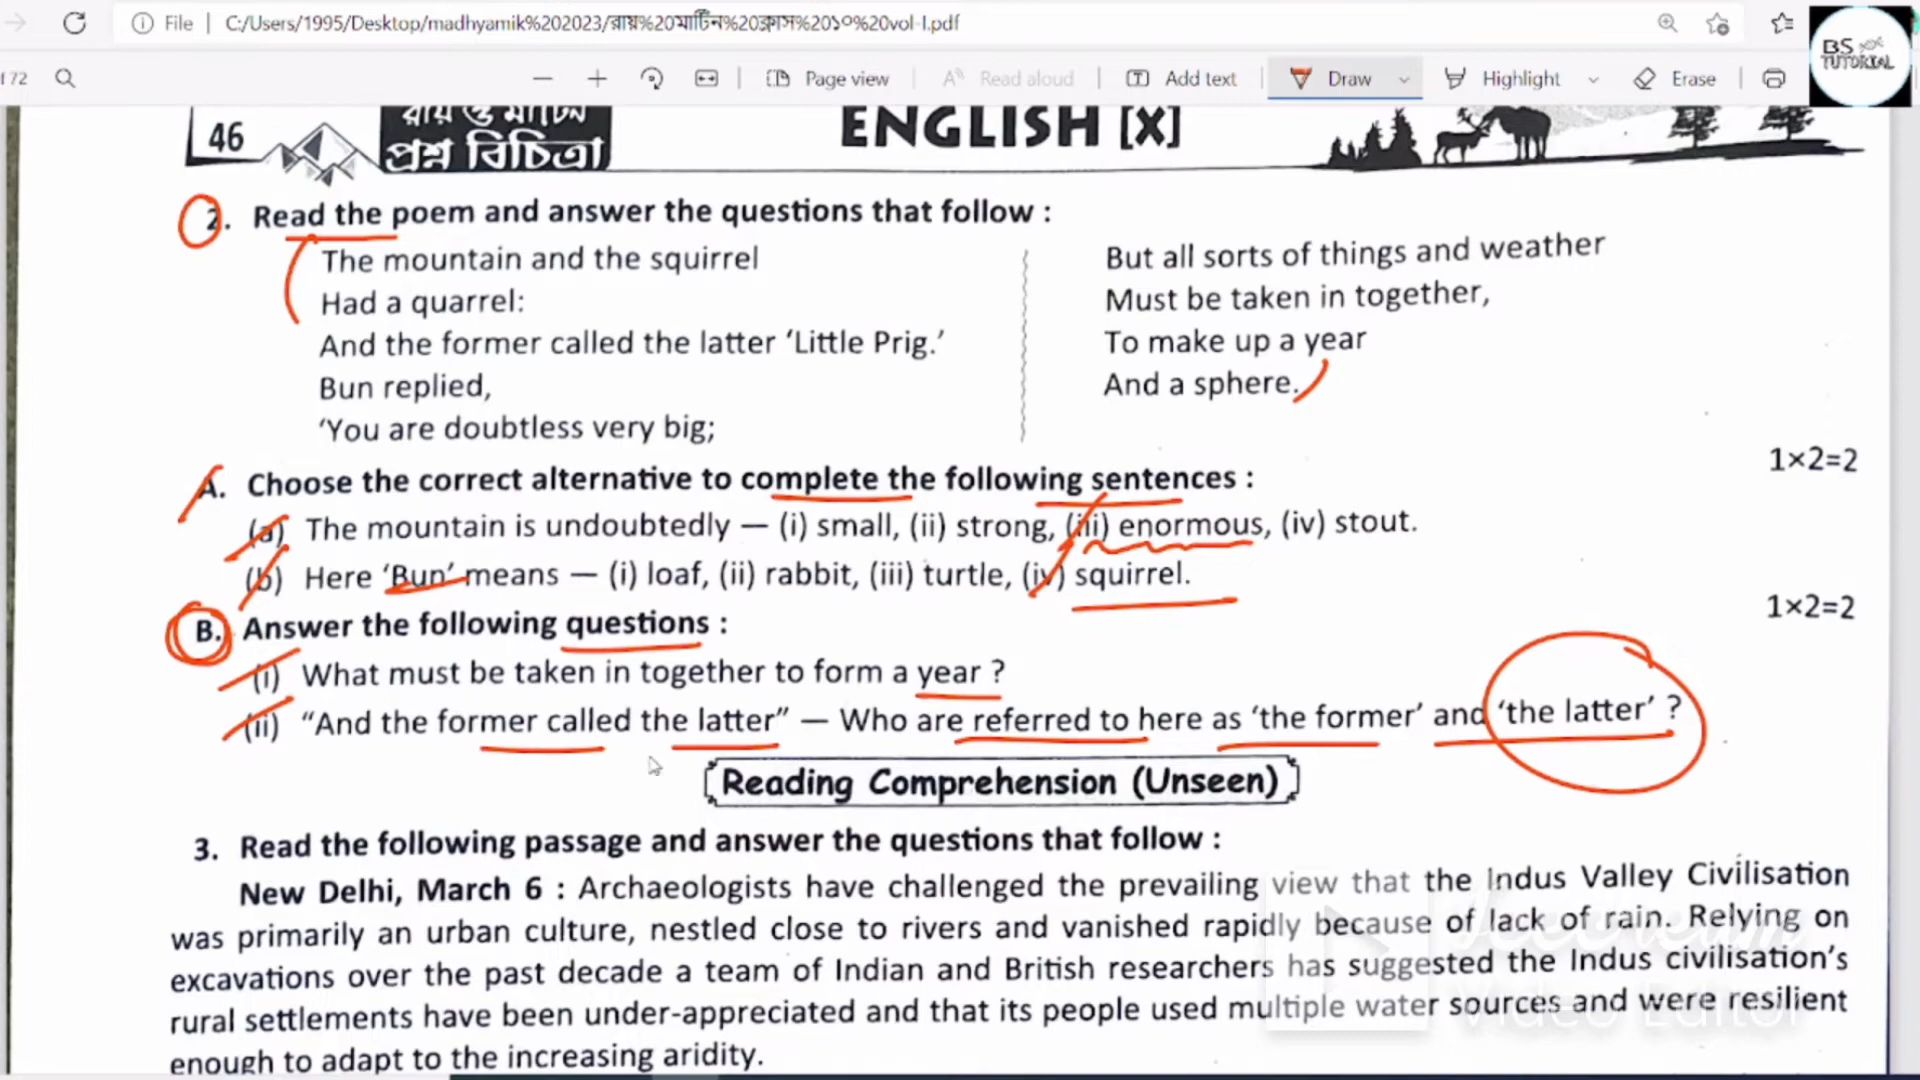 File | C:/Users/1995/Desktop/madhyamik%202023/রায়%20মার্টিন%20ক্লাস%20১০%20vol-I.pdf
f 72 Page view Read aloud Add text Draw Highlight Erase
BS TUTORIAL
46 রায় ও মার্টিন প্রশ্ন বিচিত্রা ENGLISH [X]
2. Read the poem and answer the questions that follow :
The mountain and the squirrel
Had a quarrel:
And the former called the latter ‘Little Prig.’
Bun replied,
‘You are doubtless very big;
But all sorts of things and weather
Must be taken in together,
To make up a year
And a sphere.
A. Choose the correct alternative to complete the following sentences : 1×2=2
(a) The mountain is undoubtedly — (i) small, (ii) strong, (iii) enormous, (iv) stout.
(b) Here ‘Bun’ means — (i) loaf, (ii) rabbit, (iii) turtle, (iv) squirrel.
B. Answer the following questions : 1×2=2
(i) What must be taken in together to form a year ?
(ii) “And the former called the latter” — Who are referred to here as ‘the former’ and ‘the latter’ ?
Reading Comprehension (Unseen)
3. Read the following passage and answer the questions that follow :
New Delhi, March 6 : Archaeologists have challenged the prevailing view that the Indus Valley Civilisation
was primarily an urban culture, nestled close to rivers and vanished rapidly because of lack of rain. Relying on
excavations over the past decade a team of Indian and British researchers has suggested the Indus civilisation’s
rural settlements have been under-appreciated and that its people used multiple water sources and were resilient
enough to adapt to the increasing aridity.
Video Editor